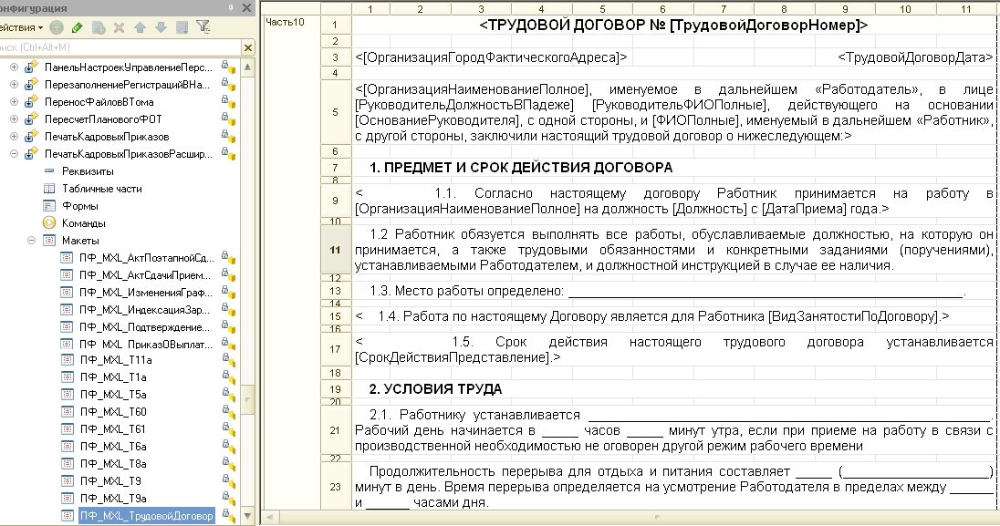 онфигурация
ействия
иск (Ctrl+Alt+M)
ПанельНастроекУправлениеПерс...
ПерезаполнениеРегистрацийВНа...
ПереносФайловВТома
ПересчетПлановогоФОТ
ПечатьКадровыхПриказов
ПечатьКадровыхПриказовРасшир...
Реквизиты
Табличные части
Формы
Команды
Макеты
ПФ_MXL_АктПоэтапнойСд...
ПФ_MXL_АктСдачиПрием...
ПФ_MXL_ИзмененияГраф...
ПФ_MXL_ИндексацияЗар...
ПФ_MXL_Подтверждение...
ПФ_MXL_ПриказОВыплат...
ПФ_MXL_Т11а
ПФ_MXL_Т1а
ПФ_MXL_Т5а
ПФ_MXL_Т60
ПФ_MXL_Т61
ПФ_MXL_Т6а
ПФ_MXL_Т8а
ПФ_MXL_Т9
ПФ_MXL_Т9а
ПФ_MXL_ТрудовойДоговор
Часть10
1 2 3 4 5 6 7 8 9 10 11
1 <ТРУДОВОЙ ДОГОВОР № [ТрудовойДоговорНомер]>
2
3 <[ОрганизацияГородФактическогоАдреса]> <ТрудовойДоговорДата>
4
<[ОрганизацияНаименованиеПолное], именуемое в дальнейшем «Работодатель», в лице
[РуководительДолжностьВПадеже] [РуководительФИОПолные], действующего на основании
5 [ОснованиеРуководителя], с одной стороны, и [ФИОПолные], именуемый в дальнейшем «Работник»,
с другой стороны, заключили настоящий трудовой договор о нижеследующем:>
6
7 1. ПРЕДМЕТ И СРОК ДЕЙСТВИЯ ДОГОВОРА
8
9 < 1.1. Согласно настоящему договору Работник принимается на работу в
[ОрганизацияНаименованиеПолное] на должность [Должность] с [ДатаПриема] года.>
10
1.2 Работник обязуется выполнять все работы, обуславливаемые должностью, на которую он
11 принимается, а также трудовыми обязанностями и конкретными заданиями (поручениями),
устанавливаемыми Работодателем, и должностной инструкцией в случае ее наличия.
12
13 1.3. Место работы определено: ____________________.
14
15 < 1.4. Работа по настоящему Договору является для Работника [ВидЗанятостиПоДоговору].>
16
17 < 1.5. Срок действия настоящего трудового договора устанавливается
[СрокДействияПредставление].>
18
19 2. УСЛОВИЯ ТРУДА
20
2.1. Работнику устанавливается ____________________.
21 Рабочий день начинается в _____ часов ______ минут утра, если при приеме на работу в связи с
производственной необходимостью не оговорен другой режим рабочего времени
22
Продолжительность перерыва для отдыха и питания составляет ____ (________________)
23 минут в день. Время перерыва определяется на усмотрение Работодателя в пределах между ______
и ______ часами дня.